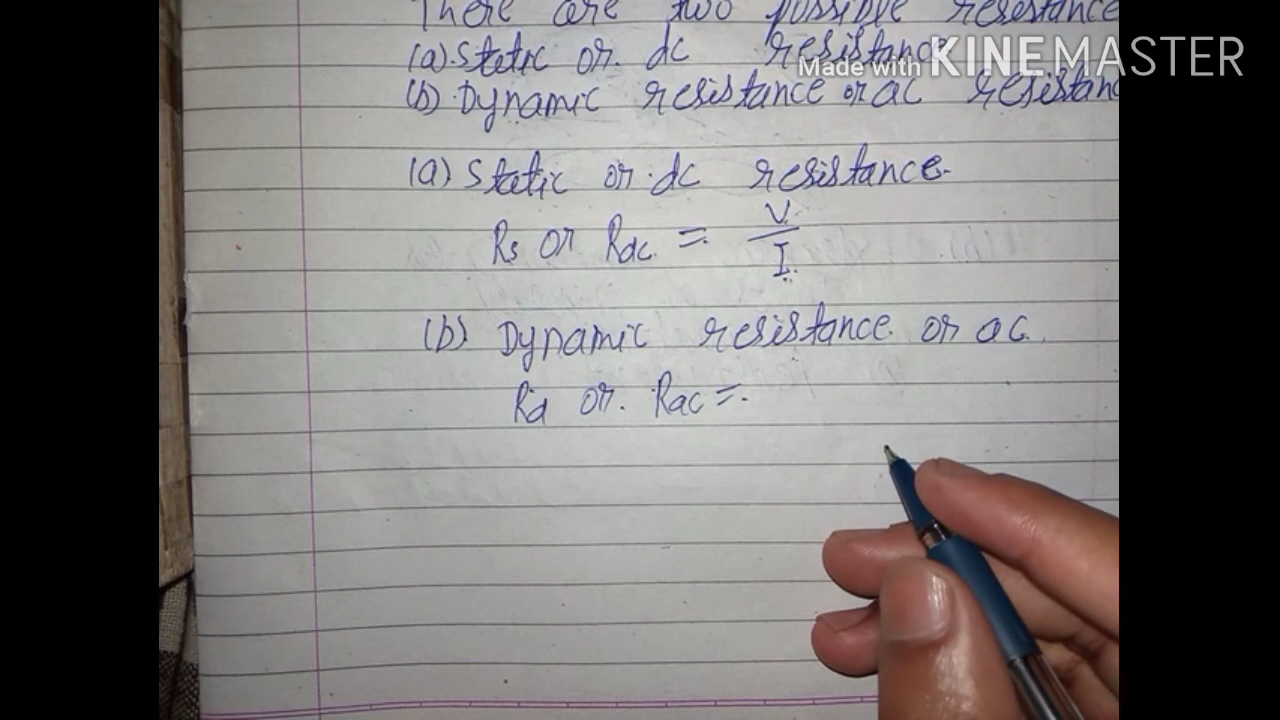 There are two possible resistance
(a). Static or. dc resistance
Made with KINEMASTER
(b). Dynamic resistance or ac resistanc
(a) Static or. dc resistance.
Rs or Rdc. = V/I
(b) Dynamic resistance or ac.
Rd or. Rac =.